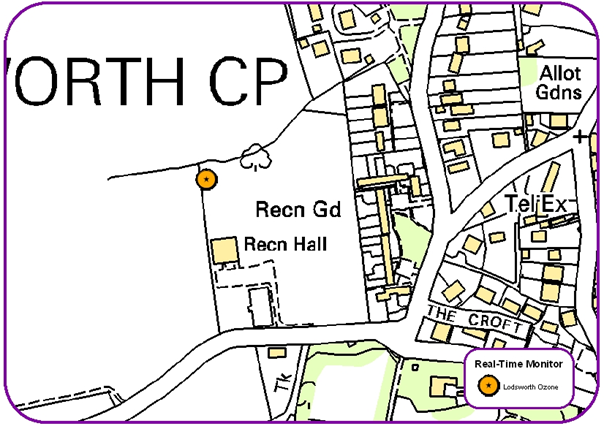 'ORTH CP
Allot
Gdns
Recn Gd
Tel Ex
Recn Hall
THE CROFT
Tk
Real-Time Monitor
Lodsworth Ozone